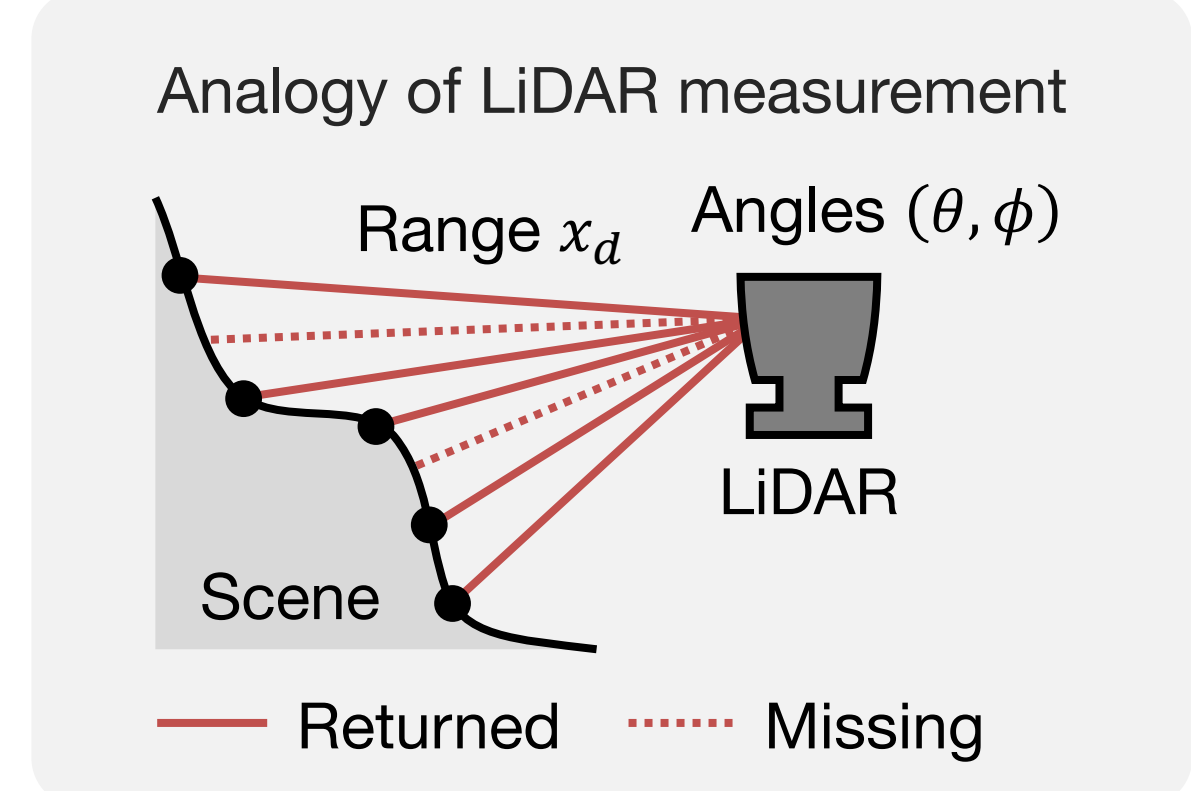 Analogy of LiDAR measurement
Angles (θ, ϕ)
Range x_d
LiDAR
Scene
Returned
Missing